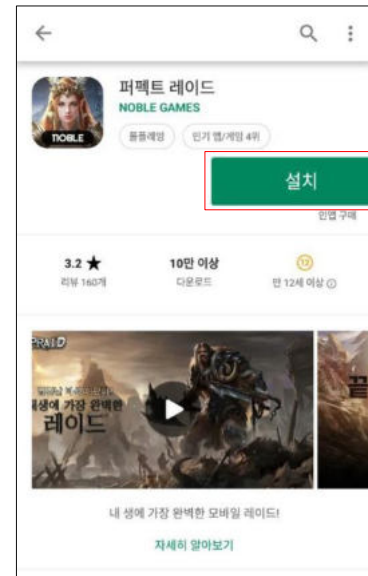 퍼펙트 레이드
NOBLE GAMES
NOBLE
롤플레잉
인기 앱/게임 4위
설치
인앱 구매
3.2 ★
10만 이상
12
리뷰 160개
다운로드
만 12세 이상
내 생에 가장 완벽한
레이드
끝
내 생에 가장 완벽한 모바일 레이드!
자세히 알아보기